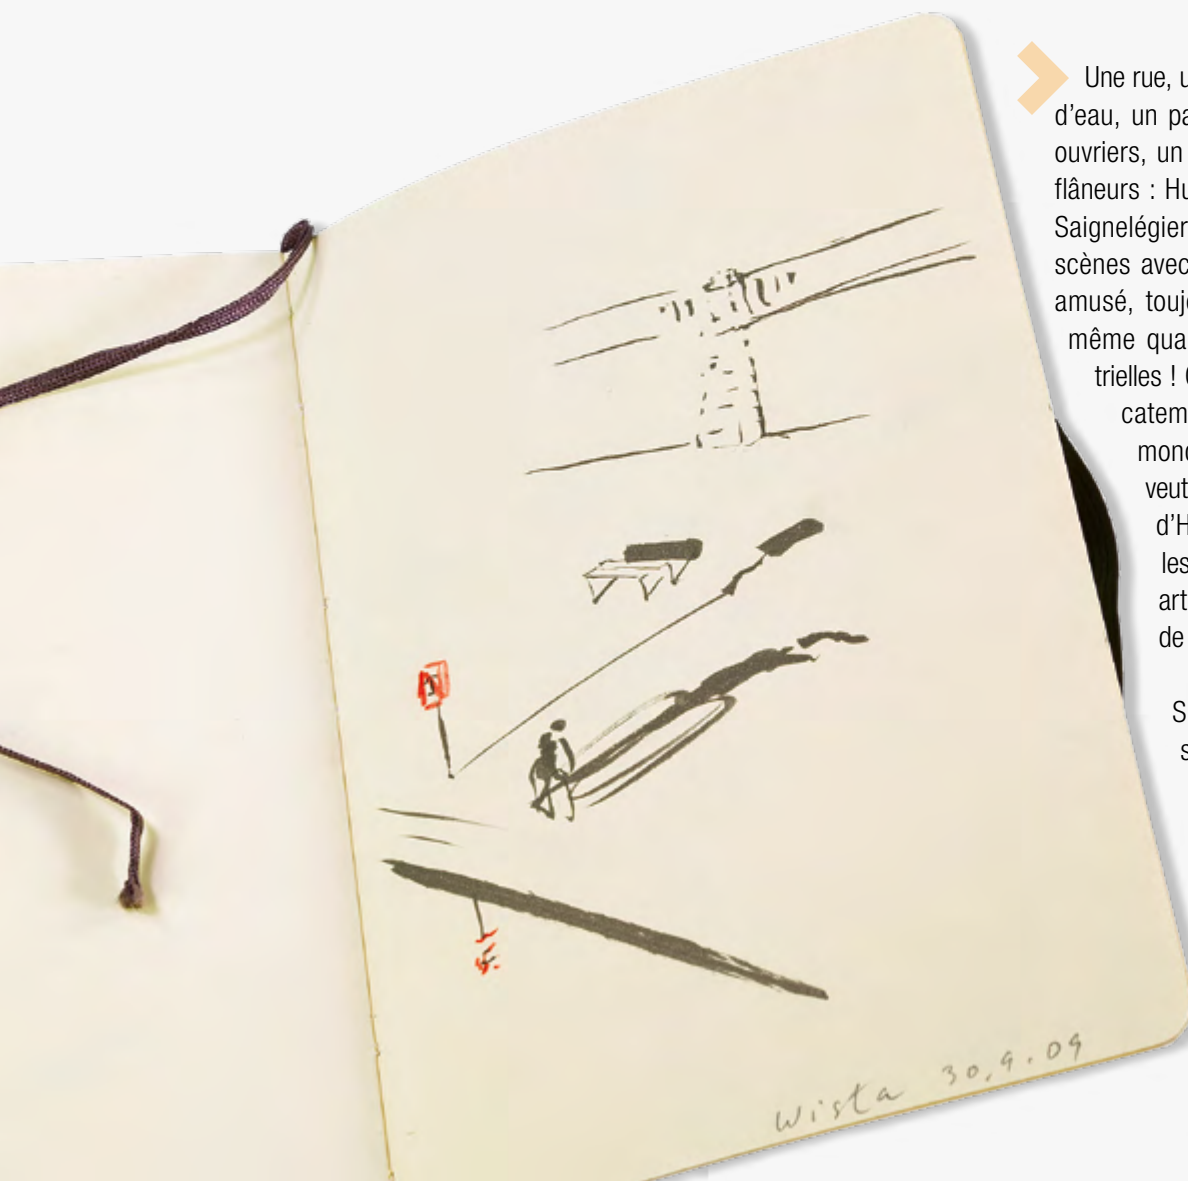 Une rue, u
d’eau, un pa
ouvriers, un
flâneurs : Hu
Saignelégier
scènes avec
amusé, toujo
même qua
trielles ! C
catem
mond
veut
d’H
les
art
de
S
s
Wista 30.9.09